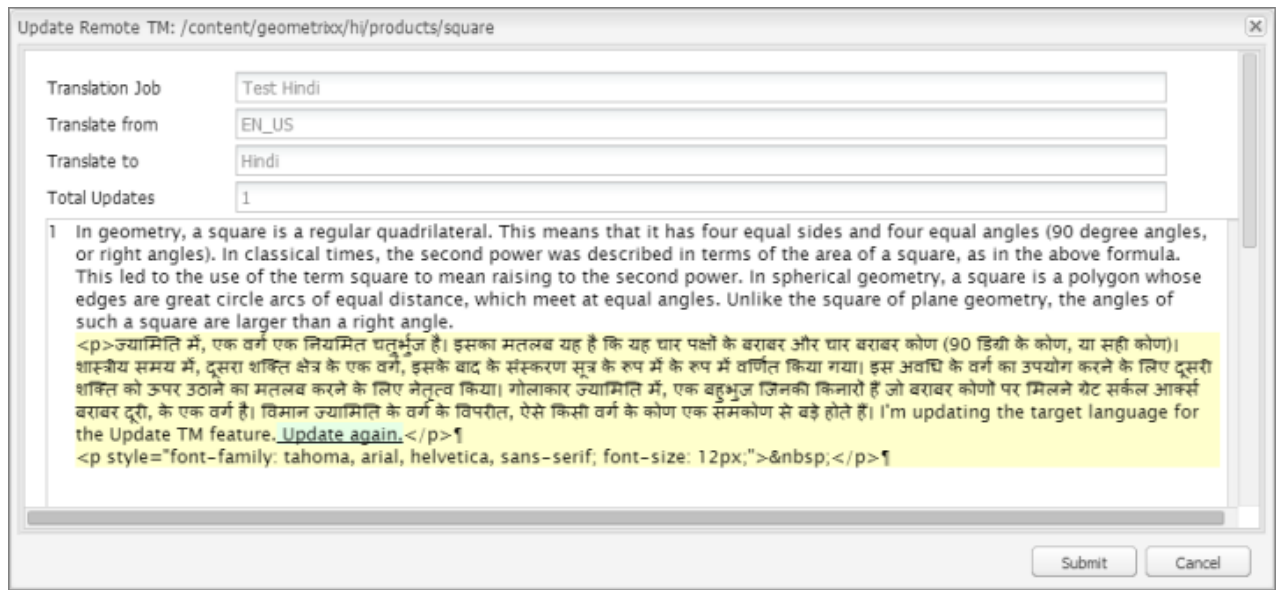 Update Remote TM: /content/geometrixx/hi/products/square
Translation Job Test Hindi
Translate from EN_US
Translate to Hindi
Total Updates 1
1 In geometry, a square is a regular quadrilateral. This means that it has four equal sides and four equal angles (90 degree angles,
or right angles). In classical times, the second power was described in terms of the area of a square, as in the above formula.
This led to the use of the term square to mean raising to the second power. In spherical geometry, a square is a polygon whose
edges are great circle arcs of equal distance, which meet at equal angles. Unlike the square of plane geometry, the angles of
such a square are larger than a right angle.
<p>ज्यामिति में, एक वर्ग एक नियमित चतुर्भुज है। इसका मतलब यह है कि यह चार पक्षों के बराबर और चार बराबर कोण (90 डिग्री के कोण, या सही कोण)।
शास्त्रीय समय में, दूसरा शक्ति क्षेत्र के एक वर्ग, इसके बाद के संस्करण सूत्र के रूप में के रूप में वर्णित किया गया। इस अवधि के वर्ग का उपयोग करने के लिए दूसरी
शक्ति को ऊपर उठाने का मतलब करने के लिए नेतृत्व किया। गोलाकार ज्यामिति में, एक बहुभुज जिनकी किनारों हैं जो बराबर कोणों पर मिलने ग्रेट सर्कल आर्क्स
बराबर दूरी, के एक वर्ग है। विमान ज्यामिति के वर्ग के विपरीत, ऐसे किसी वर्ग के कोण एक समकोण से बड़े होते हैं। I'm updating the target language for
the Update TM feature. Update again.</p>¶
<p style="font-family: tahoma, arial, helvetica, sans-serif; font-size: 12px;">&nbsp;</p>¶
Submit Cancel